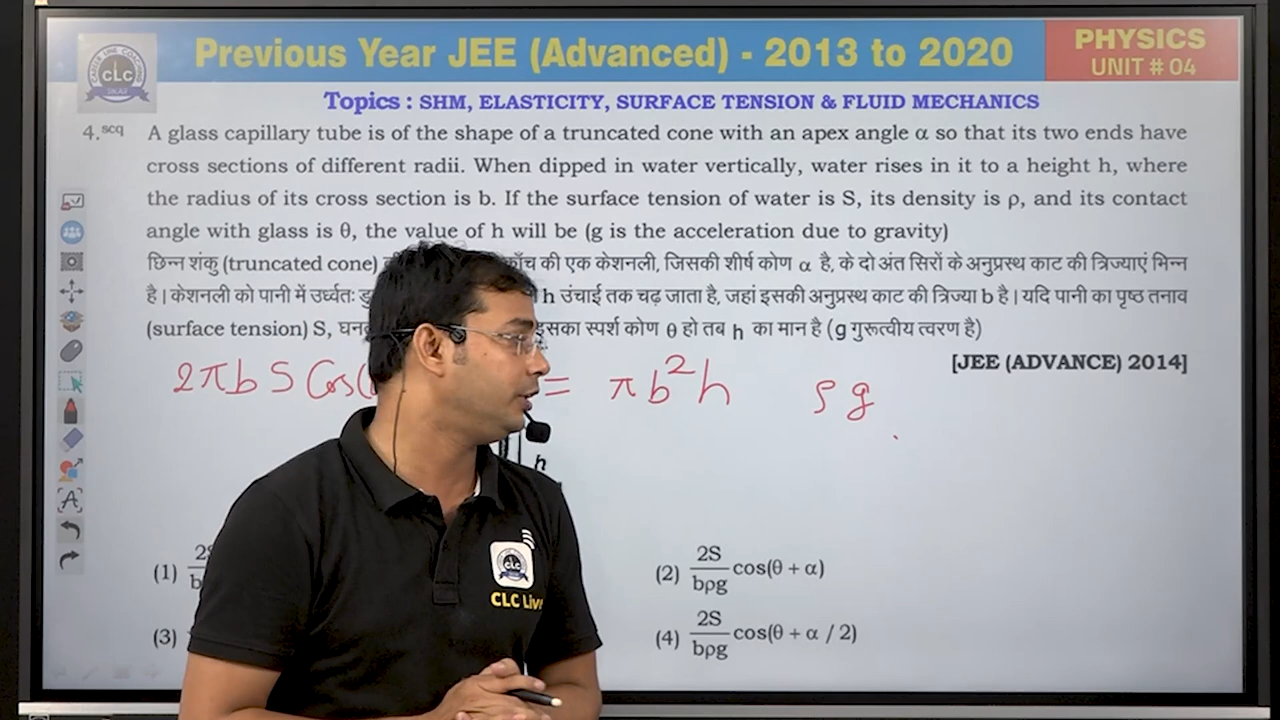 Previous Year JEE (Advanced) - 2013 to 2020
PHYSICS
UNIT # 04
CLC
Topics : SHM, ELASTICITY, SURFACE TENSION & FLUID MECHANICS
4.scq A glass capillary tube is of the shape of a truncated cone with an apex angle α so that its two ends have
cross sections of different radii. When dipped in water vertically, water rises in it to a height h, where
the radius of its cross section is b. If the surface tension of water is S, its density is ρ, and its contact
angle with glass is θ, the value of h will be (g is the acceleration due to gravity)
छिन्न शंकु (truncated cone) की एक केशनली, जिसकी शीर्ष कोण α है, के दो अंत सिरों के अनुप्रस्थ काट की त्रिज्याएं भिन्न
है। केशनली को पानी में उर्ध्वतः h उंचाई तक चढ़ जाता है, जहां इसकी अनुप्रस्थ काट की त्रिज्या b है। यदि पानी का पृष्ठ तनाव
(surface tension) S, इसका स्पर्श कोण θ हो तब h का मान है (g गुरूत्वीय त्वरण है)
[JEE (ADVANCE) 2014]
2πb S Cos( = πb²h ρg
h
(1) (2) 2S/bρg cos(θ + α)
(3) (4) 2S/bρg cos(θ + α / 2)
CLC
CLC Live